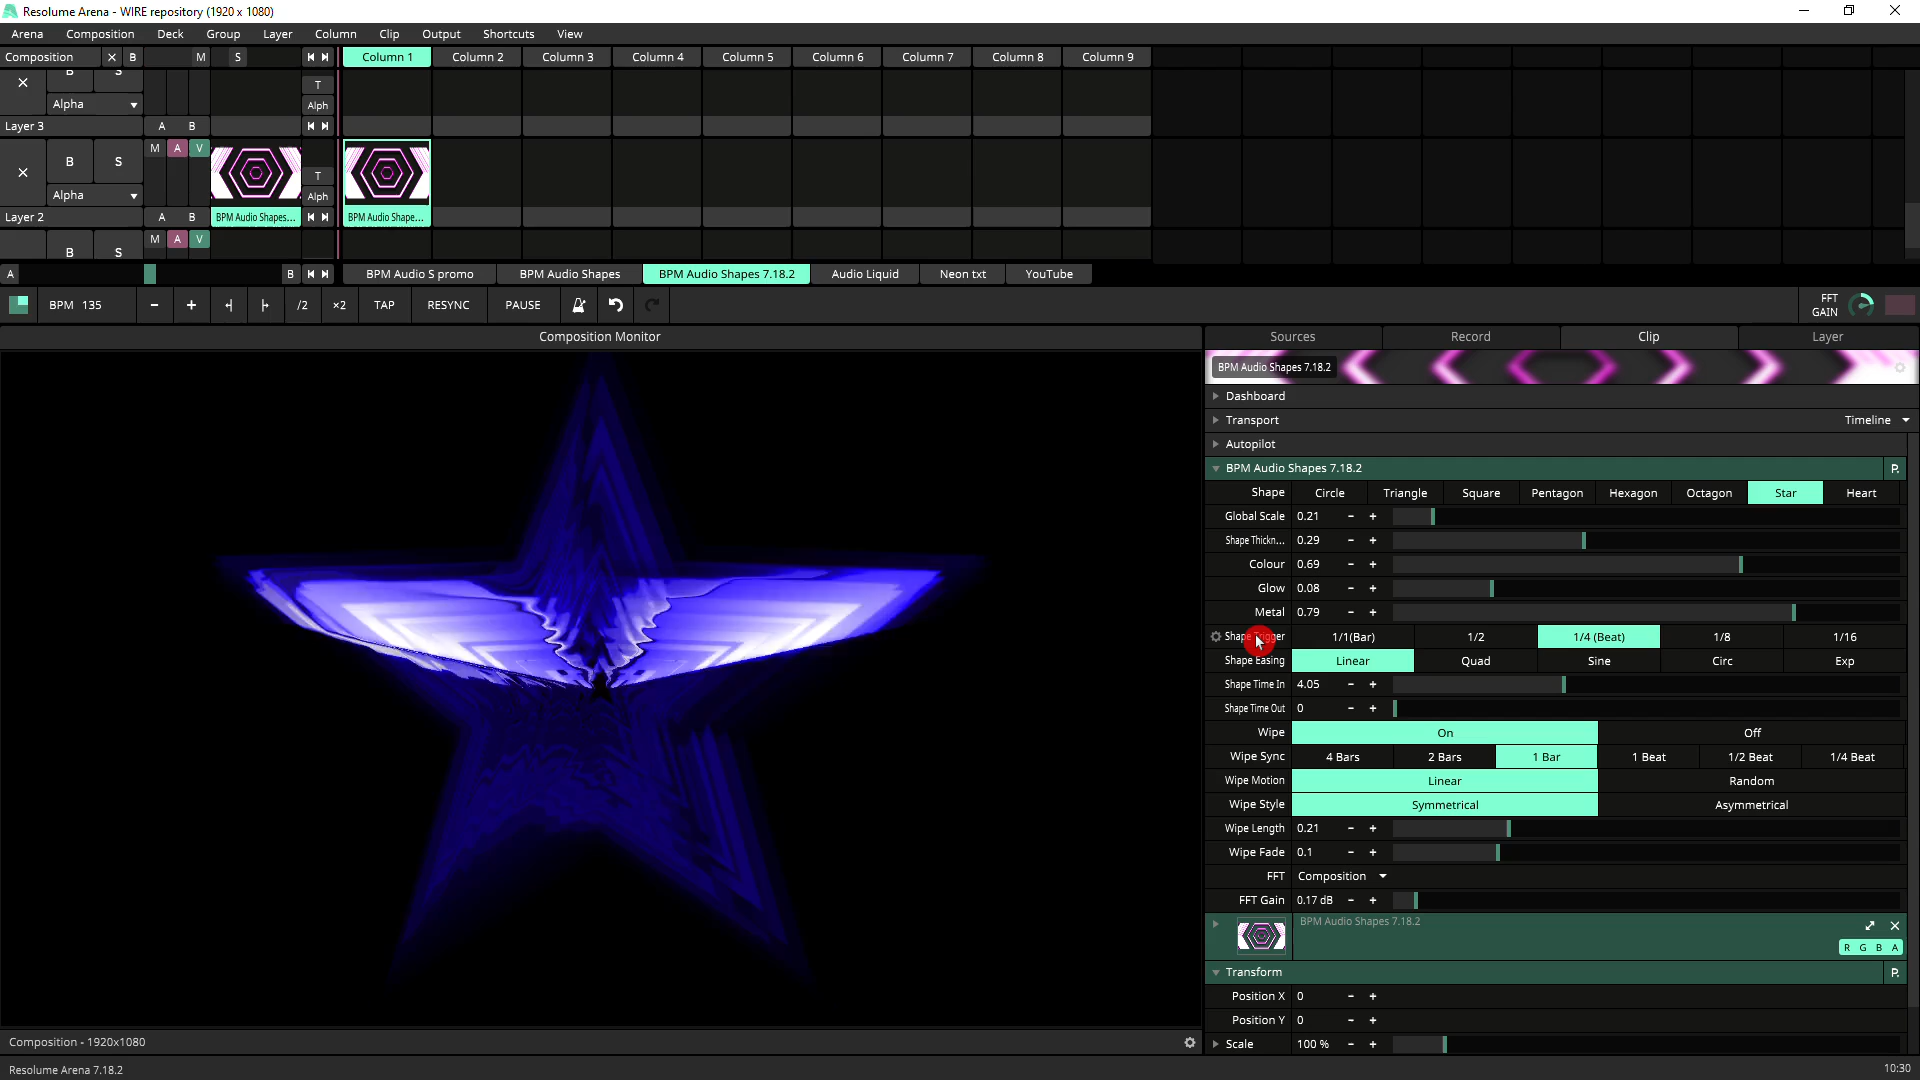 Resolume Arena - WIRE repository (1920 x 1080)
Arena Composition Deck Group Layer Column Clip Output Shortcuts View
Composition × B M S Column 1 Column 2 Column 3 Column 4 Column 5 Column 6 Column 7 Column 8 Column 9
B S
× T
Alpha Alph
Layer 3 A B
M A V
× B S
T
Alpha Alph
Layer 2 A B BPM Audio Shapes... BPM Audio Shape...
M A V
B S
A B BPM Audio S promo BPM Audio Shapes BPM Audio Shapes 7.18.2 Audio Liquid Neon txt YouTube
BPM 135 - + /2 ×2 TAP RESYNC PAUSE FFT GAIN
Composition Monitor Sources Record Clip Layer
BPM Audio Shapes 7.18.2
Dashboard
Transport Timeline
Autopilot
BPM Audio Shapes 7.18.2 P.
Shape Circle Triangle Square Pentagon Hexagon Octagon Star Heart
Global Scale 0.21 - +
Shape Thickn... 0.29 - +
Colour 0.69 - +
Glow 0.08 - +
Metal 0.79 - +
Shape Trigger 1/1(Bar) 1/2 1/4 (Beat) 1/8 1/16
Shape Easing Linear Quad Sine Circ Exp
Shape Time In 4.05 - +
Shape Time Out 0 - +
Wipe On Off
Wipe Sync 4 Bars 2 Bars 1 Bar 1 Beat 1/2 Beat 1/4 Beat
Wipe Motion Linear Random
Wipe Style Symmetrical Asymmetrical
Wipe Length 0.21 - +
Wipe Fade 0.1 - +
FFT Composition
FFT Gain 0.17 dB - +
BPM Audio Shapes 7.18.2
R G B A
Transform P.
Position X 0 - +
Position Y 0 - +
Scale 100 % - +
Composition - 1920x1080
Resolume Arena 7.18.2 10:30